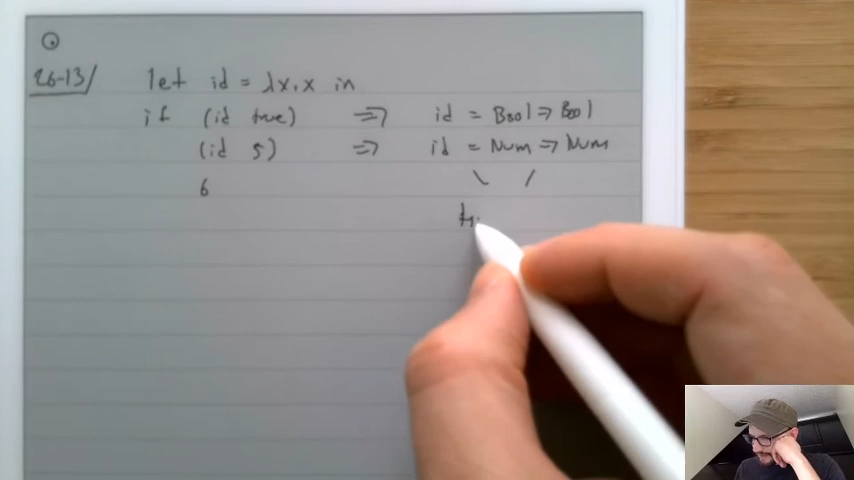 26-13/ let id = λx.x in
if (id true) => id = Bool => Bool
(id 5) => id = Num => Num
6 \ /